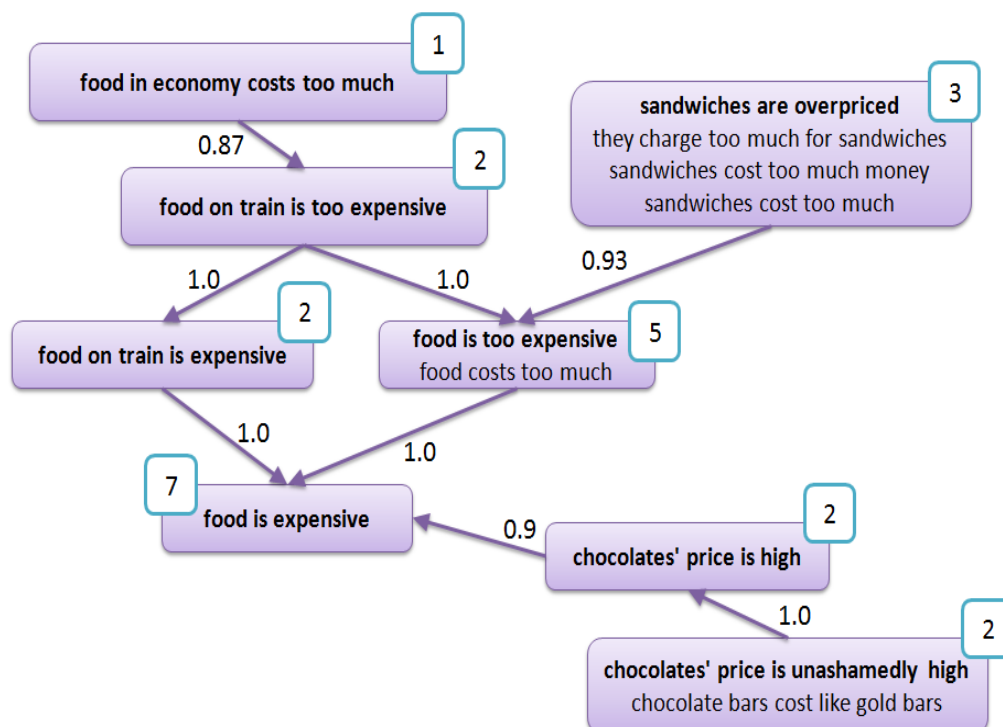 1
food in economy costs too much
0.87
2
food on train is too expensive
3
sandwiches are overpriced
they charge too much for sandwiches
sandwiches cost too much money
sandwiches cost too much
1.0
1.0
0.93
2
food on train is expensive
5
food is too expensive
food costs too much
1.0
1.0
7
food is expensive
0.9
2
chocolates' price is high
1.0
2
chocolates' price is unashamedly high
chocolate bars cost like gold bars